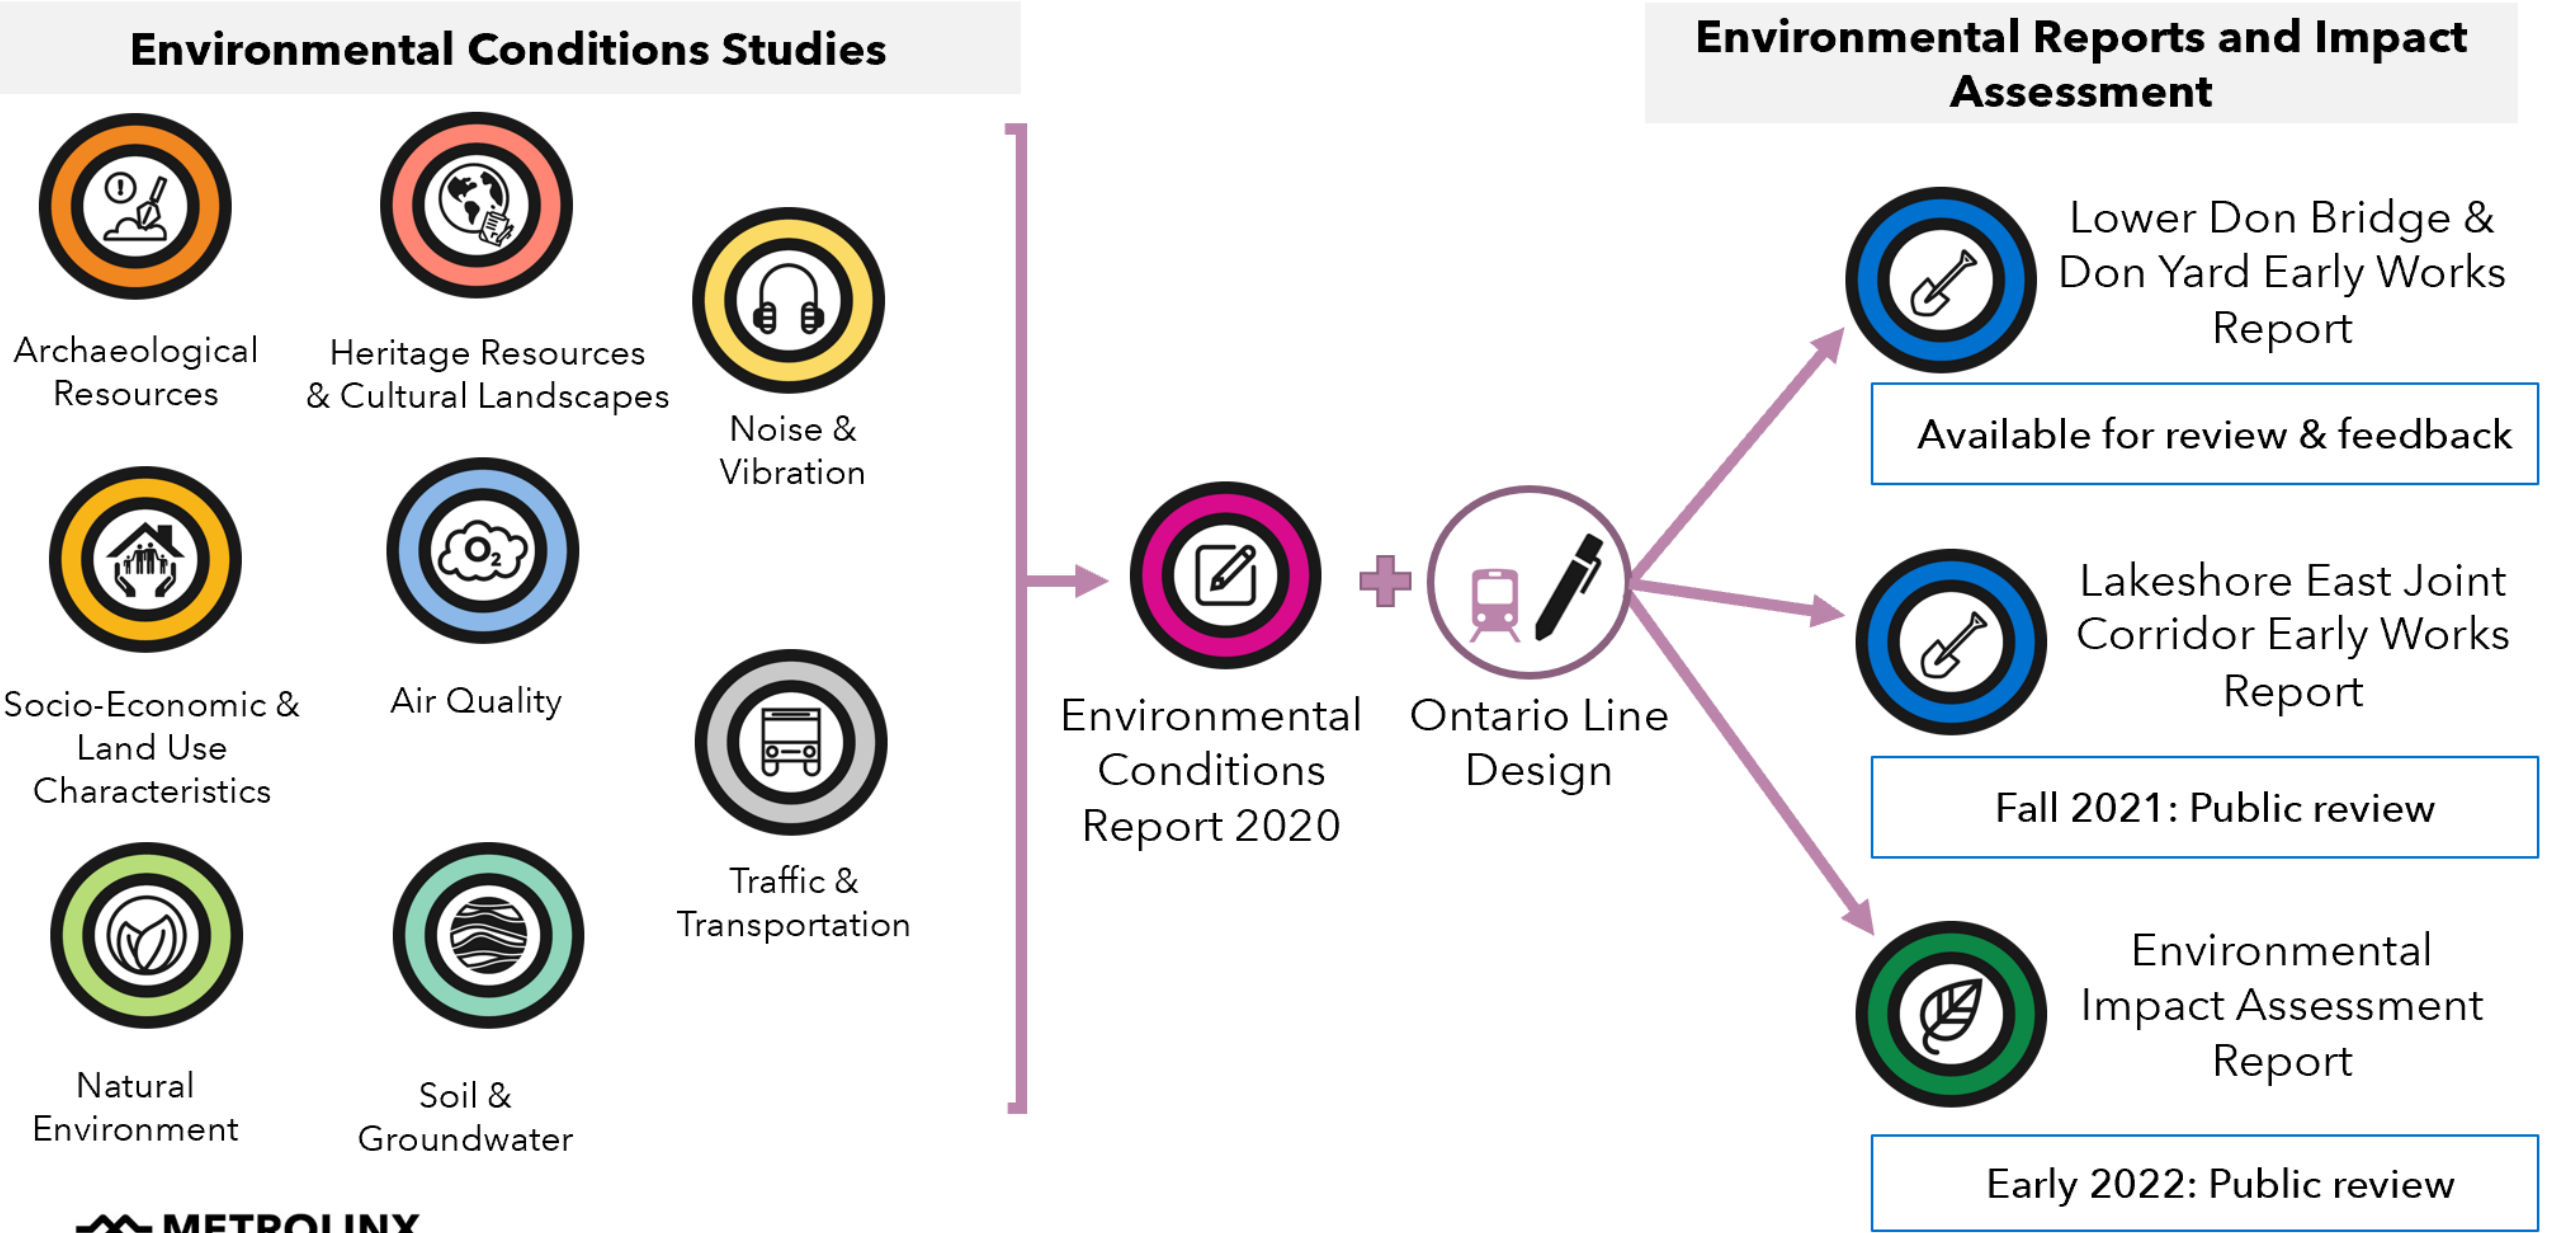 Environmental Conditions Studies
Archaeological
Resources
Heritage Resources
& Cultural Landscapes
Noise &
Vibration
Socio-Economic &
Land Use
Characteristics
O2
Air Quality
Traffic &
Transportation
Natural
Environment
Soil &
Groundwater
METROLINX
Environmental
Conditions
Report 2020
Ontario Line
Design
Environmental Reports and Impact
Assessment
Lower Don Bridge &
Don Yard Early Works
Report
Available for review & feedback
Lakeshore East Joint
Corridor Early Works
Report
Fall 2021: Public review
Environmental
Impact Assessment
Report
Early 2022: Public review